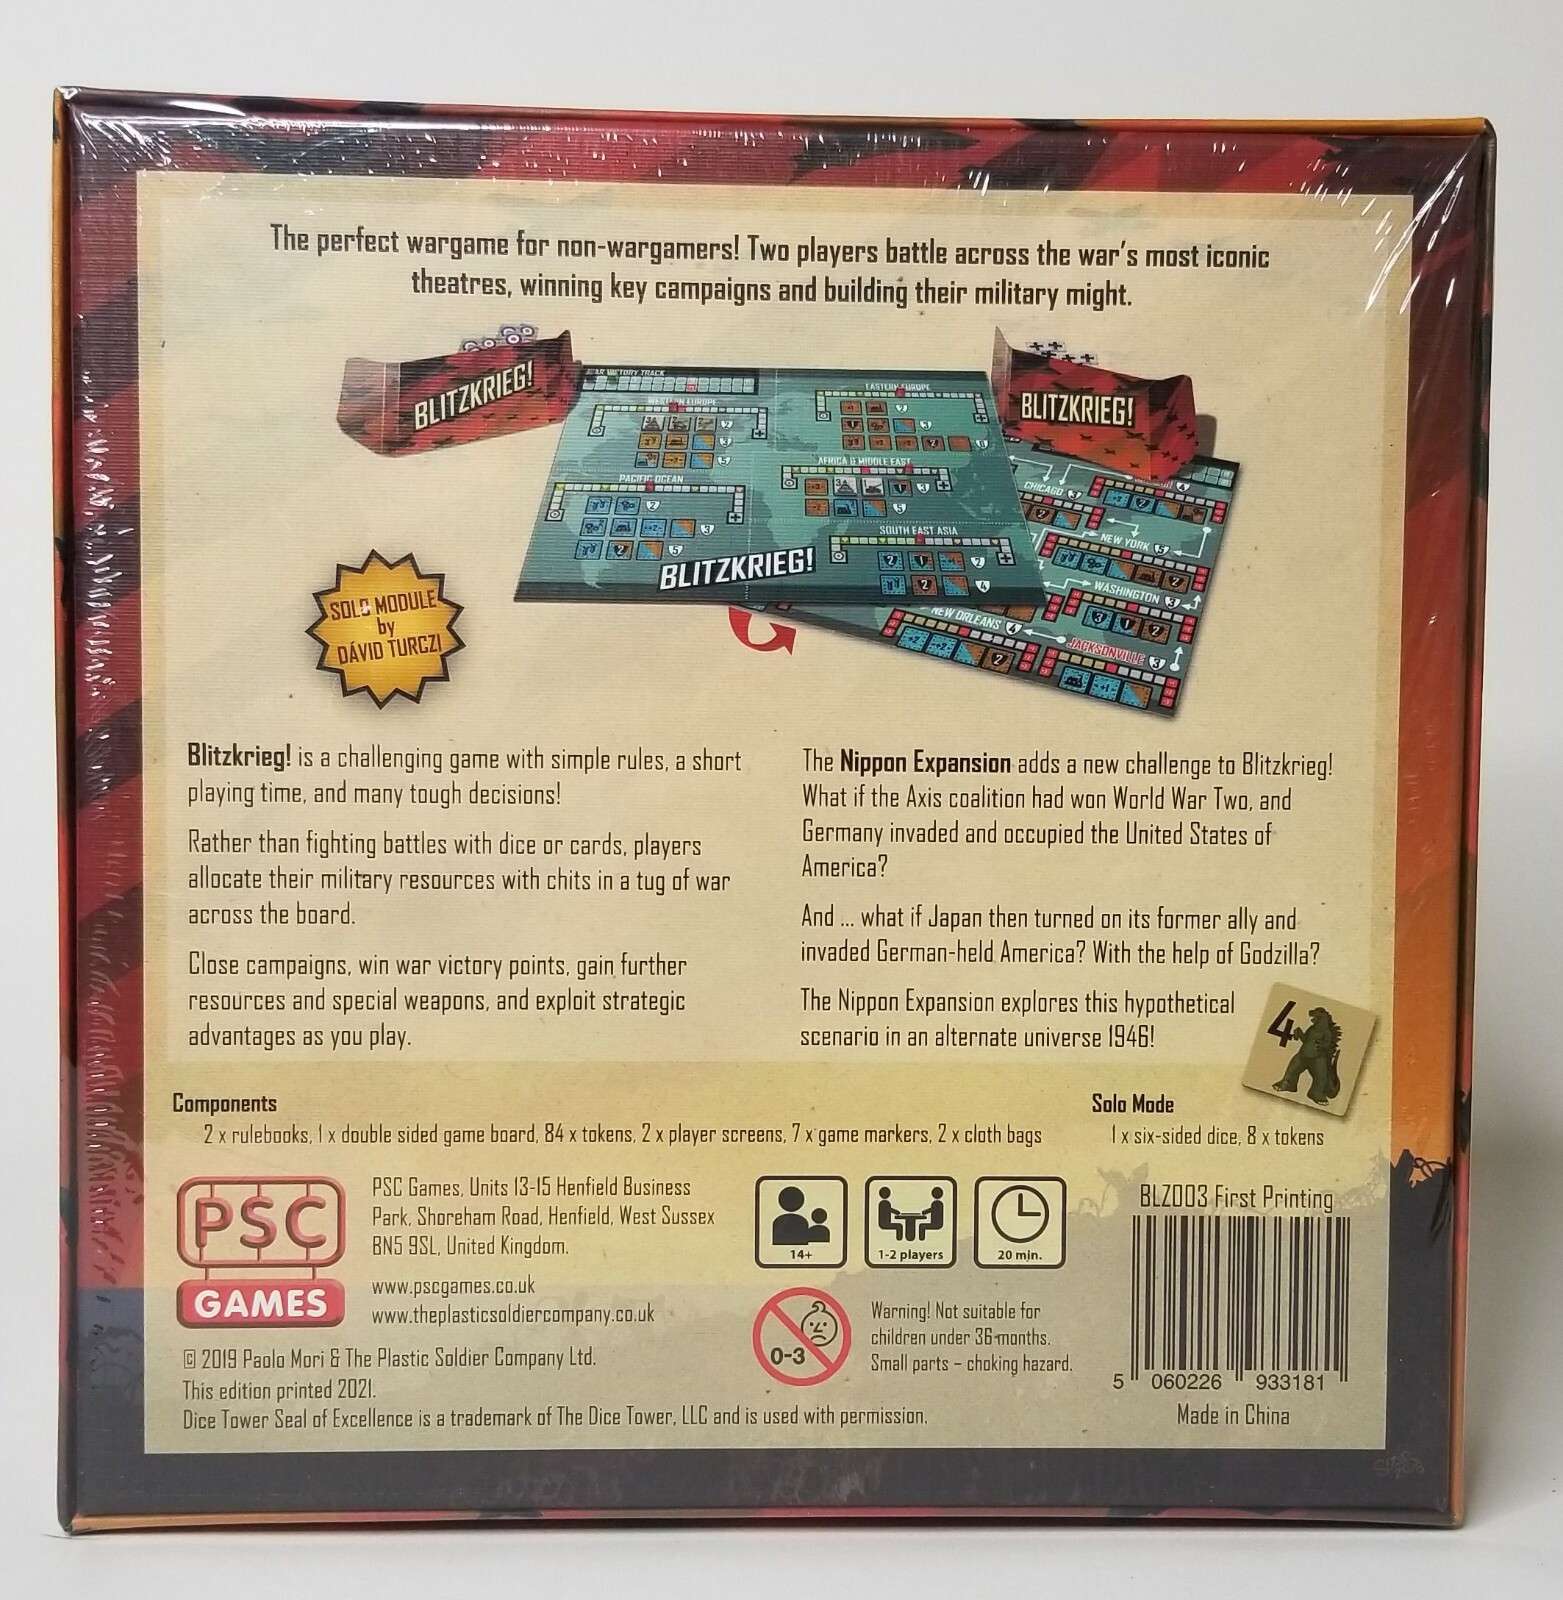 The perfect wargame for non-wargamers! Two players battle across the war's most iconic
theatres, winning key campaigns and building their military might.
BLITZKRIEG!
BLITZKRIEG!
VICTORY TRACK
WESTERN EUROPE
EASTERN EUROPE
PACIFIC OCEAN
AFRICA & MIDDLE EAST
SOUTH EAST ASIA
BLITZKRIEG!
CHICAGO 3
NEW YORK 5
WASHINGTON 3
NEW ORLEANS 4
JACKSONVILLE 3
SOLO MODULE
by
DÁVID TURCZI
Blitzkrieg! is a challenging game with simple rules, a short
playing time, and many tough decisions!
Rather than fighting battles with dice or cards, players
allocate their military resources with chits in a tug of war
across the board.
Close campaigns, win war victory points, gain further
resources and special weapons, and exploit strategic
advantages as you play.
The Nippon Expansion adds a new challenge to Blitzkrieg!
What if the Axis coalition had won World War Two, and
Germany invaded and occupied the United States of
America?
And ... what if Japan then turned on its former ally and
invaded German-held America? With the help of Godzilla?
The Nippon Expansion explores this hypothetical
scenario in an alternate universe 1946!
4
Components
2 x rulebooks, 1 x double sided game board, 84 x tokens, 2 x player screens, 7 x game markers, 2 x cloth bags
Solo Mode
1 x six-sided dice, 8 x tokens
PSC
GAMES
PSC Games, Units 13-15 Henfield Business
Park, Shoreham Road, Henfield, West Sussex
BN5 9SL, United Kingdom.
www.pscgames.co.uk
www.theplasticsoldiercompany.co.uk
© 2019 Paolo Mori & The Plastic Soldier Company Ltd.
This edition printed 2021.
Dice Tower Seal of Excellence is a trademark of The Dice Tower, LLC and is used with permission.
14+
1-2 players
20 min.
0-3
Warning! Not suitable for
children under 36 months.
Small parts – choking hazard.
BLZ003 First Printing
5 060226 933181
Made in China